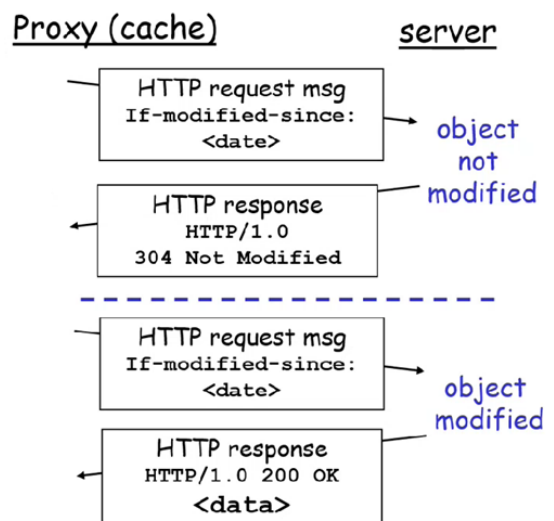 Proxy (cache)
server
HTTP request msg
If-modified-since:
<date>
object
not
modified
HTTP response
HTTP/1.0
304 Not Modified
HTTP request msg
If-modified-since:
<date>
object
modified
HTTP response
HTTP/1.0 200 OK
<data>